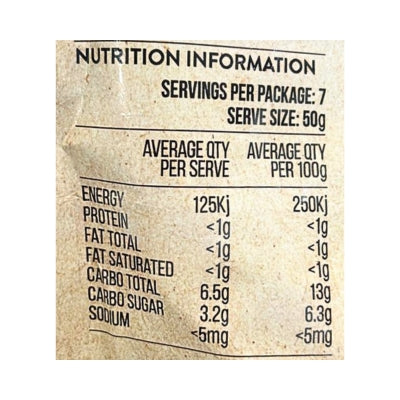 NUTRITION INFORMATION
SERVINGS PER PACKAGE: 7
SERVE SIZE: 50g
AVERAGE QTY PER SERVE AVERAGE QTY PER 100g
ENERGY 125Kj 250Kj
PROTEIN <1g <1g
FAT TOTAL <1g <1g
FAT SATURATED <1g <1g
CARBO TOTAL 6.5g 13g
CARBO SUGAR 3.2g 6.3g
SODIUM <5mg <5mg